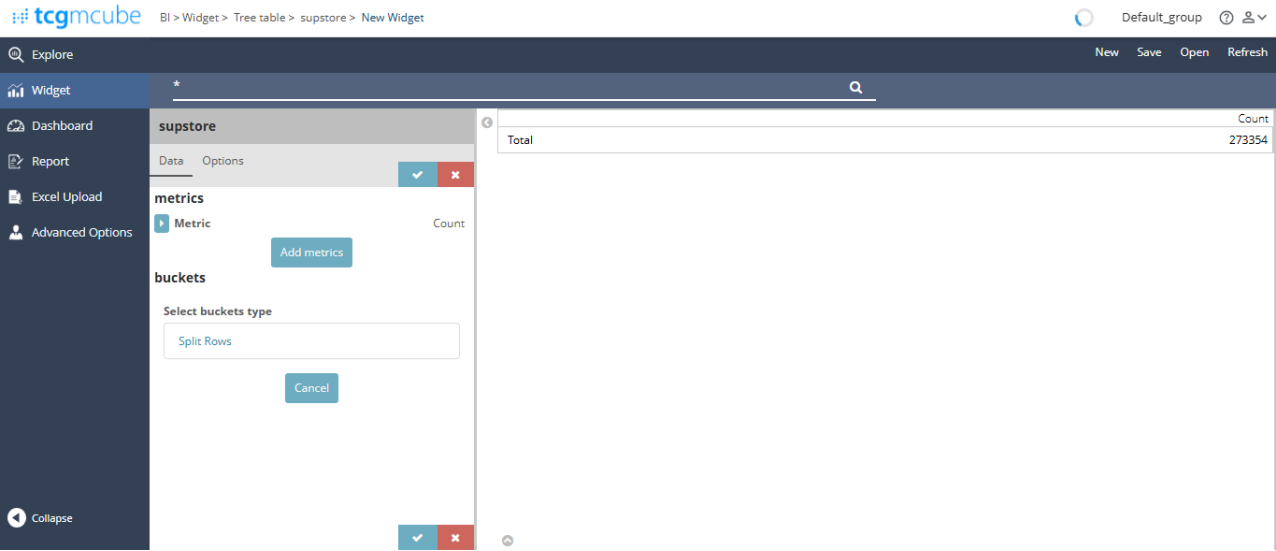 tcgmcube
BI > Widget > Tree table > supstore > New Widget
Default_group
Explore
New Save Open Refresh
Widget
*
Dashboard
supstore
Count
Total 273354
Report
Data Options
Excel Upload
metrics
Metric Count
Advanced Options
Add metrics
buckets
Select buckets type
Split Rows
Cancel
Collapse